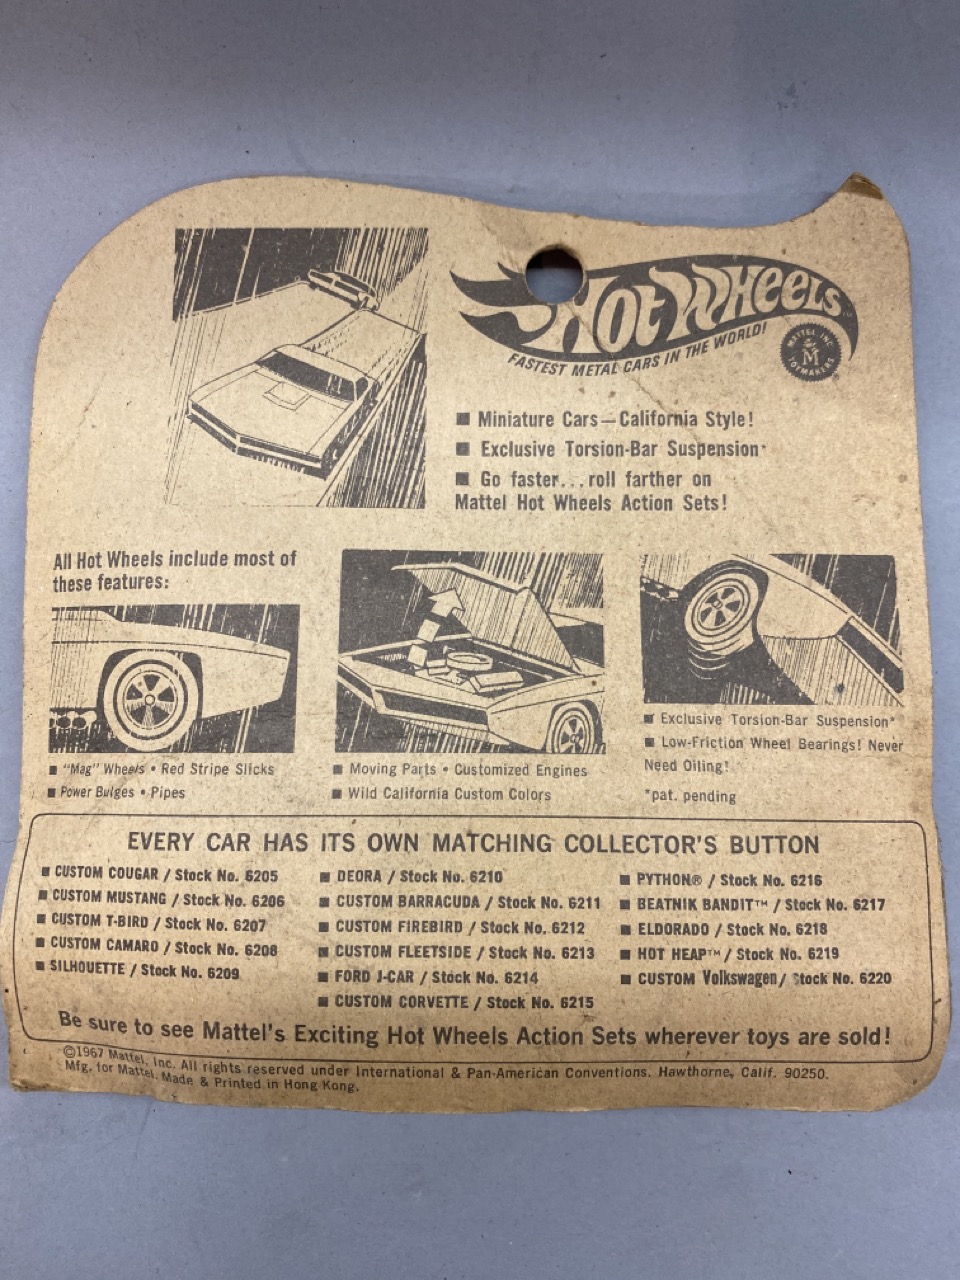 Hot Wheels
FASTEST METAL CARS IN THE WORLD!
MATTEL, INC.
M
TOYMAKERS
■ Miniature Cars—California Style!
■ Exclusive Torsion-Bar Suspension*
■ Go faster...roll farther on
Mattel Hot Wheels Action Sets!
All Hot Wheels include most of
these features:
■ "Mag" Wheels • Red Stripe Slicks
■ Power Bulges • Pipes
■ Moving Parts • Customized Engines
■ Wild California Custom Colors
■ Exclusive Torsion-Bar Suspension*
■ Low-Friction Wheel Bearings! Never
Need Oiling!
*pat. pending
EVERY CAR HAS ITS OWN MATCHING COLLECTOR'S BUTTON
■ CUSTOM COUGAR / Stock No. 6205
■ CUSTOM MUSTANG / Stock No. 6206
■ CUSTOM T-BIRD / Stock No. 6207
■ CUSTOM CAMARO / Stock No. 6208
■ SILHOUETTE / Stock No. 6209
■ DEORA / Stock No. 6210
■ CUSTOM BARRACUDA / Stock No. 6211
■ CUSTOM FIREBIRD / Stock No. 6212
■ CUSTOM FLEETSIDE / Stock No. 6213
■ FORD J-CAR / Stock No. 6214
■ CUSTOM CORVETTE / Stock No. 6215
■ PYTHON® / Stock No. 6216
■ BEATNIK BANDIT™ / Stock No. 6217
■ ELDORADO / Stock No. 6218
■ HOT HEAP™ / Stock No. 6219
■ CUSTOM Volkswagen / Stock No. 6220
Be sure to see Mattel's Exciting Hot Wheels Action Sets wherever toys are sold!
©1967 Mattel, Inc. All rights reserved under International & Pan-American Conventions. Hawthorne, Calif. 90250.
Mfg. for Mattel. Made & Printed in Hong Kong.